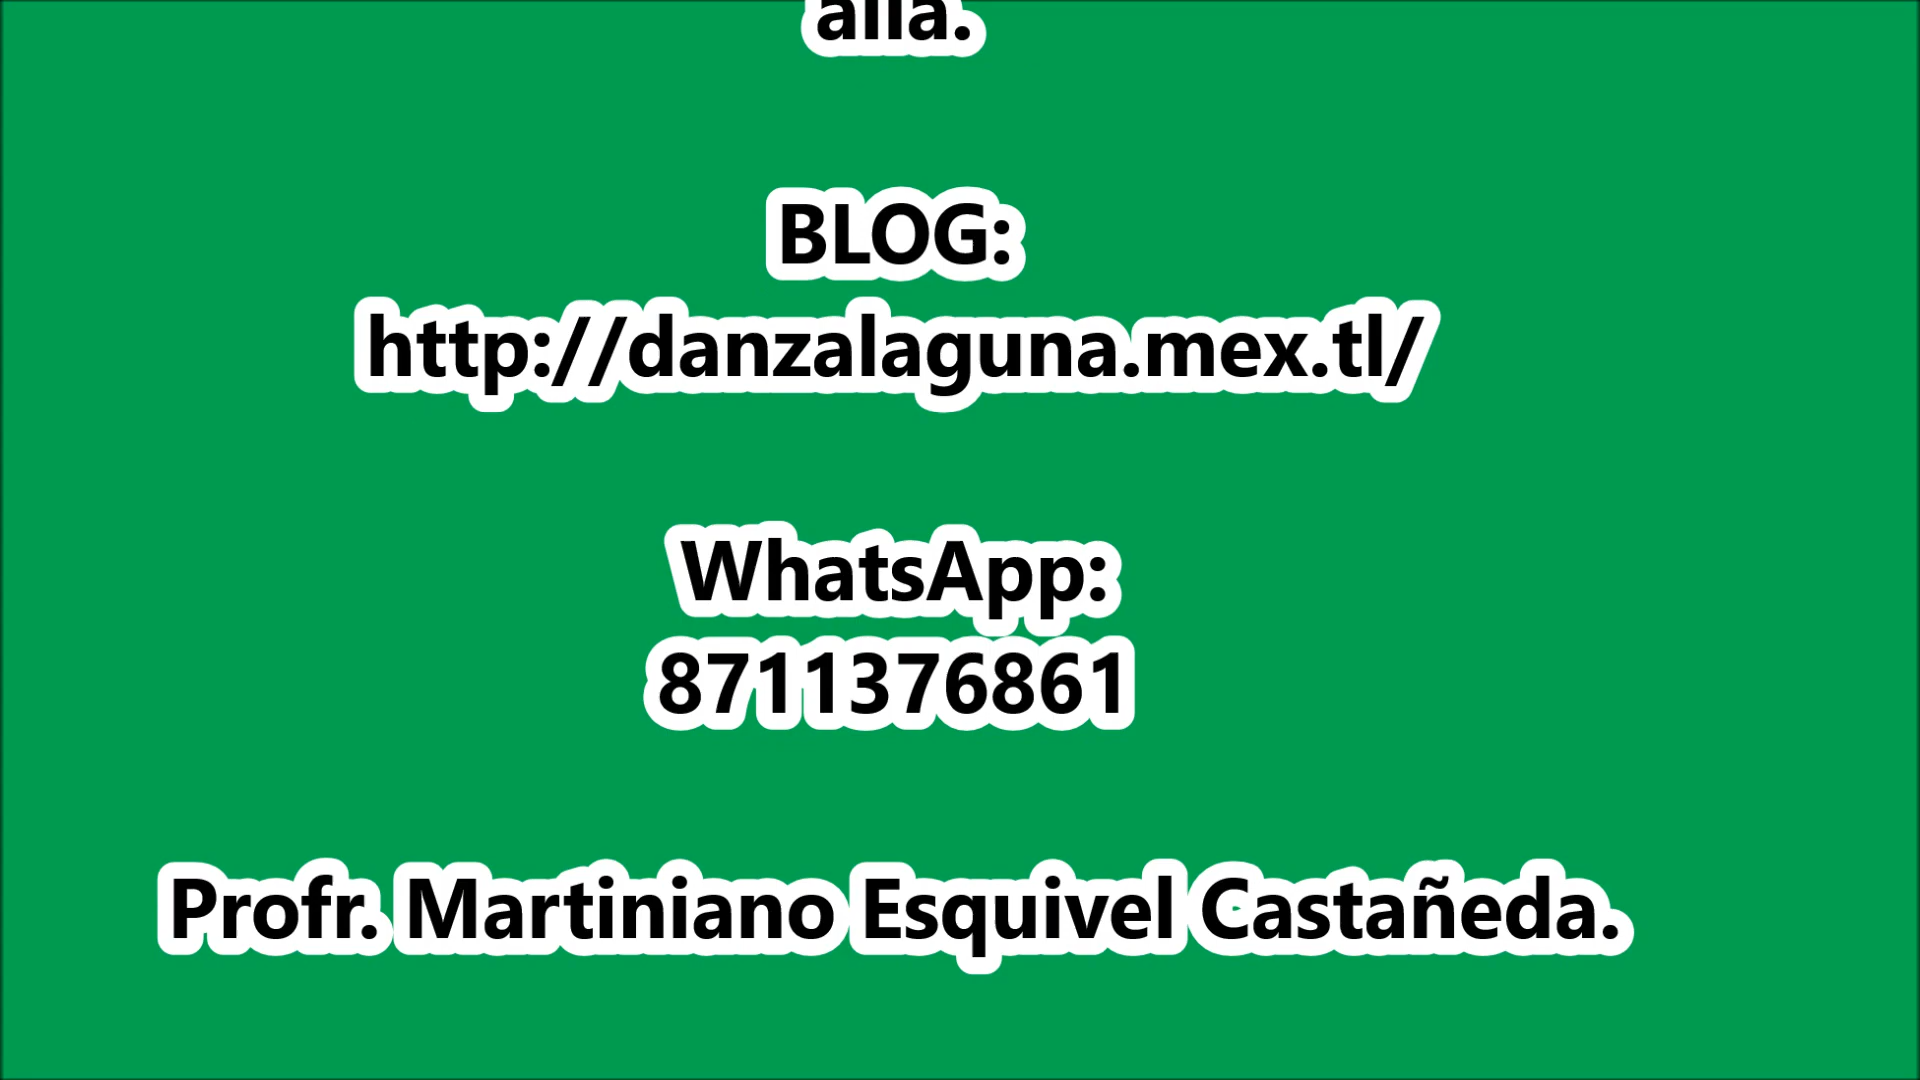 BLOG:
http://danzalaguna.mex.tl/
WhatsApp:
8711376861
Profr. Martiniano Esquivel Castañeda.